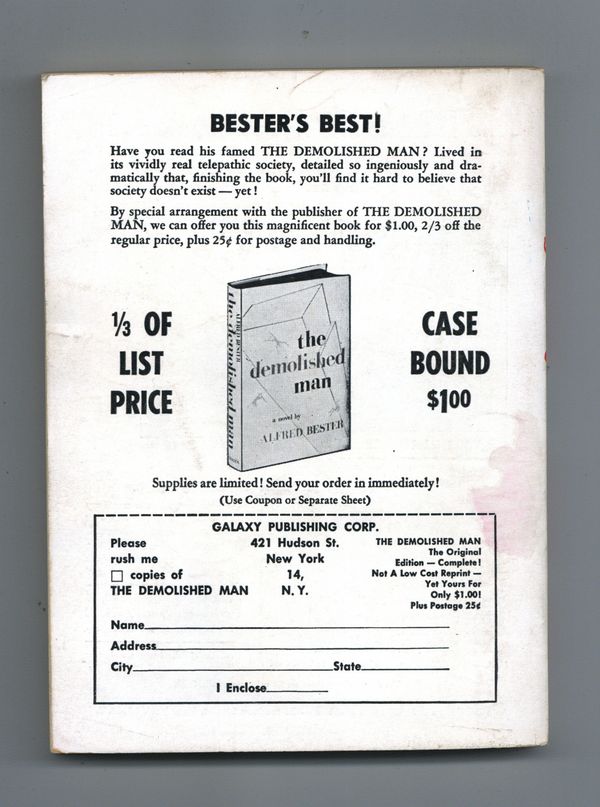 BESTER'S BEST!
Have you read his famed THE DEMOLISHED MAN? Lived in
its vividly real telepathic society, detailed so ingeniously and dra-
matically that, finishing the book, you'll find it hard to believe that
society doesn't exist — yet!
By special arrangement with the publisher of THE DEMOLISHED
MAN, we can offer you this magnificent book for $1.00, 2/3 off the
regular price, plus 25¢ for postage and handling.
⅓ OF
LIST
PRICE
the demolished man
ALFRED BESTER
the
demolished
man
a novel by
ALFRED BESTER
CASE
BOUND
$100
Supplies are limited! Send your order in immediately!
(Use Coupon or Separate Sheet)
GALAXY PUBLISHING CORP.
Please
rush me
copies of
THE DEMOLISHED MAN
421 Hudson St.
New York
14,
N. Y.
THE DEMOLISHED MAN
The Original
Edition — Complete!
Not A Low Cost Reprint —
Yet Yours For
Only $1.00!
Plus Postage 25¢
Name
Address
City State
I Enclose